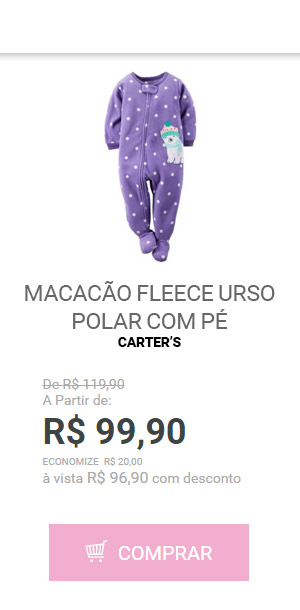 MACACÃO FLEECE URSO
POLAR COM PÉ
CARTER'S
De R$ 119,90
A Partir de:
R$ 99,90
ECONOMIZE R$ 20,00
à vista R$ 96,90 com desconto
COMPRAR